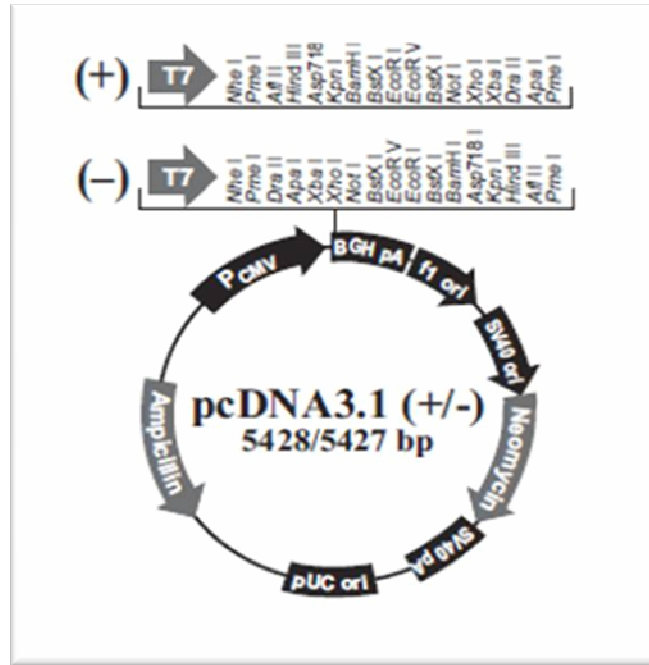 (+) T7 Nhe I Pme I Afl II Hind III Asp718 I Kpn I BamH I BstX I EcoR I EcoR V BstX I Not I Xho I Xba I Dra II Apa I Pme I
(–) T7 Nhe I Pme I Dra II Apa I Xba I Xho I Not I BstX I EcoR V EcoR I BstX I BamH I Asp718 I Kpn I Hind III Afl II Pme I
PCMV
BGH pA
f1 ori
SV40 ori
Neomycin
SV40 pA
pUC ori
Ampicillin
pcDNA3.1 (+/-)
5428/5427 bp